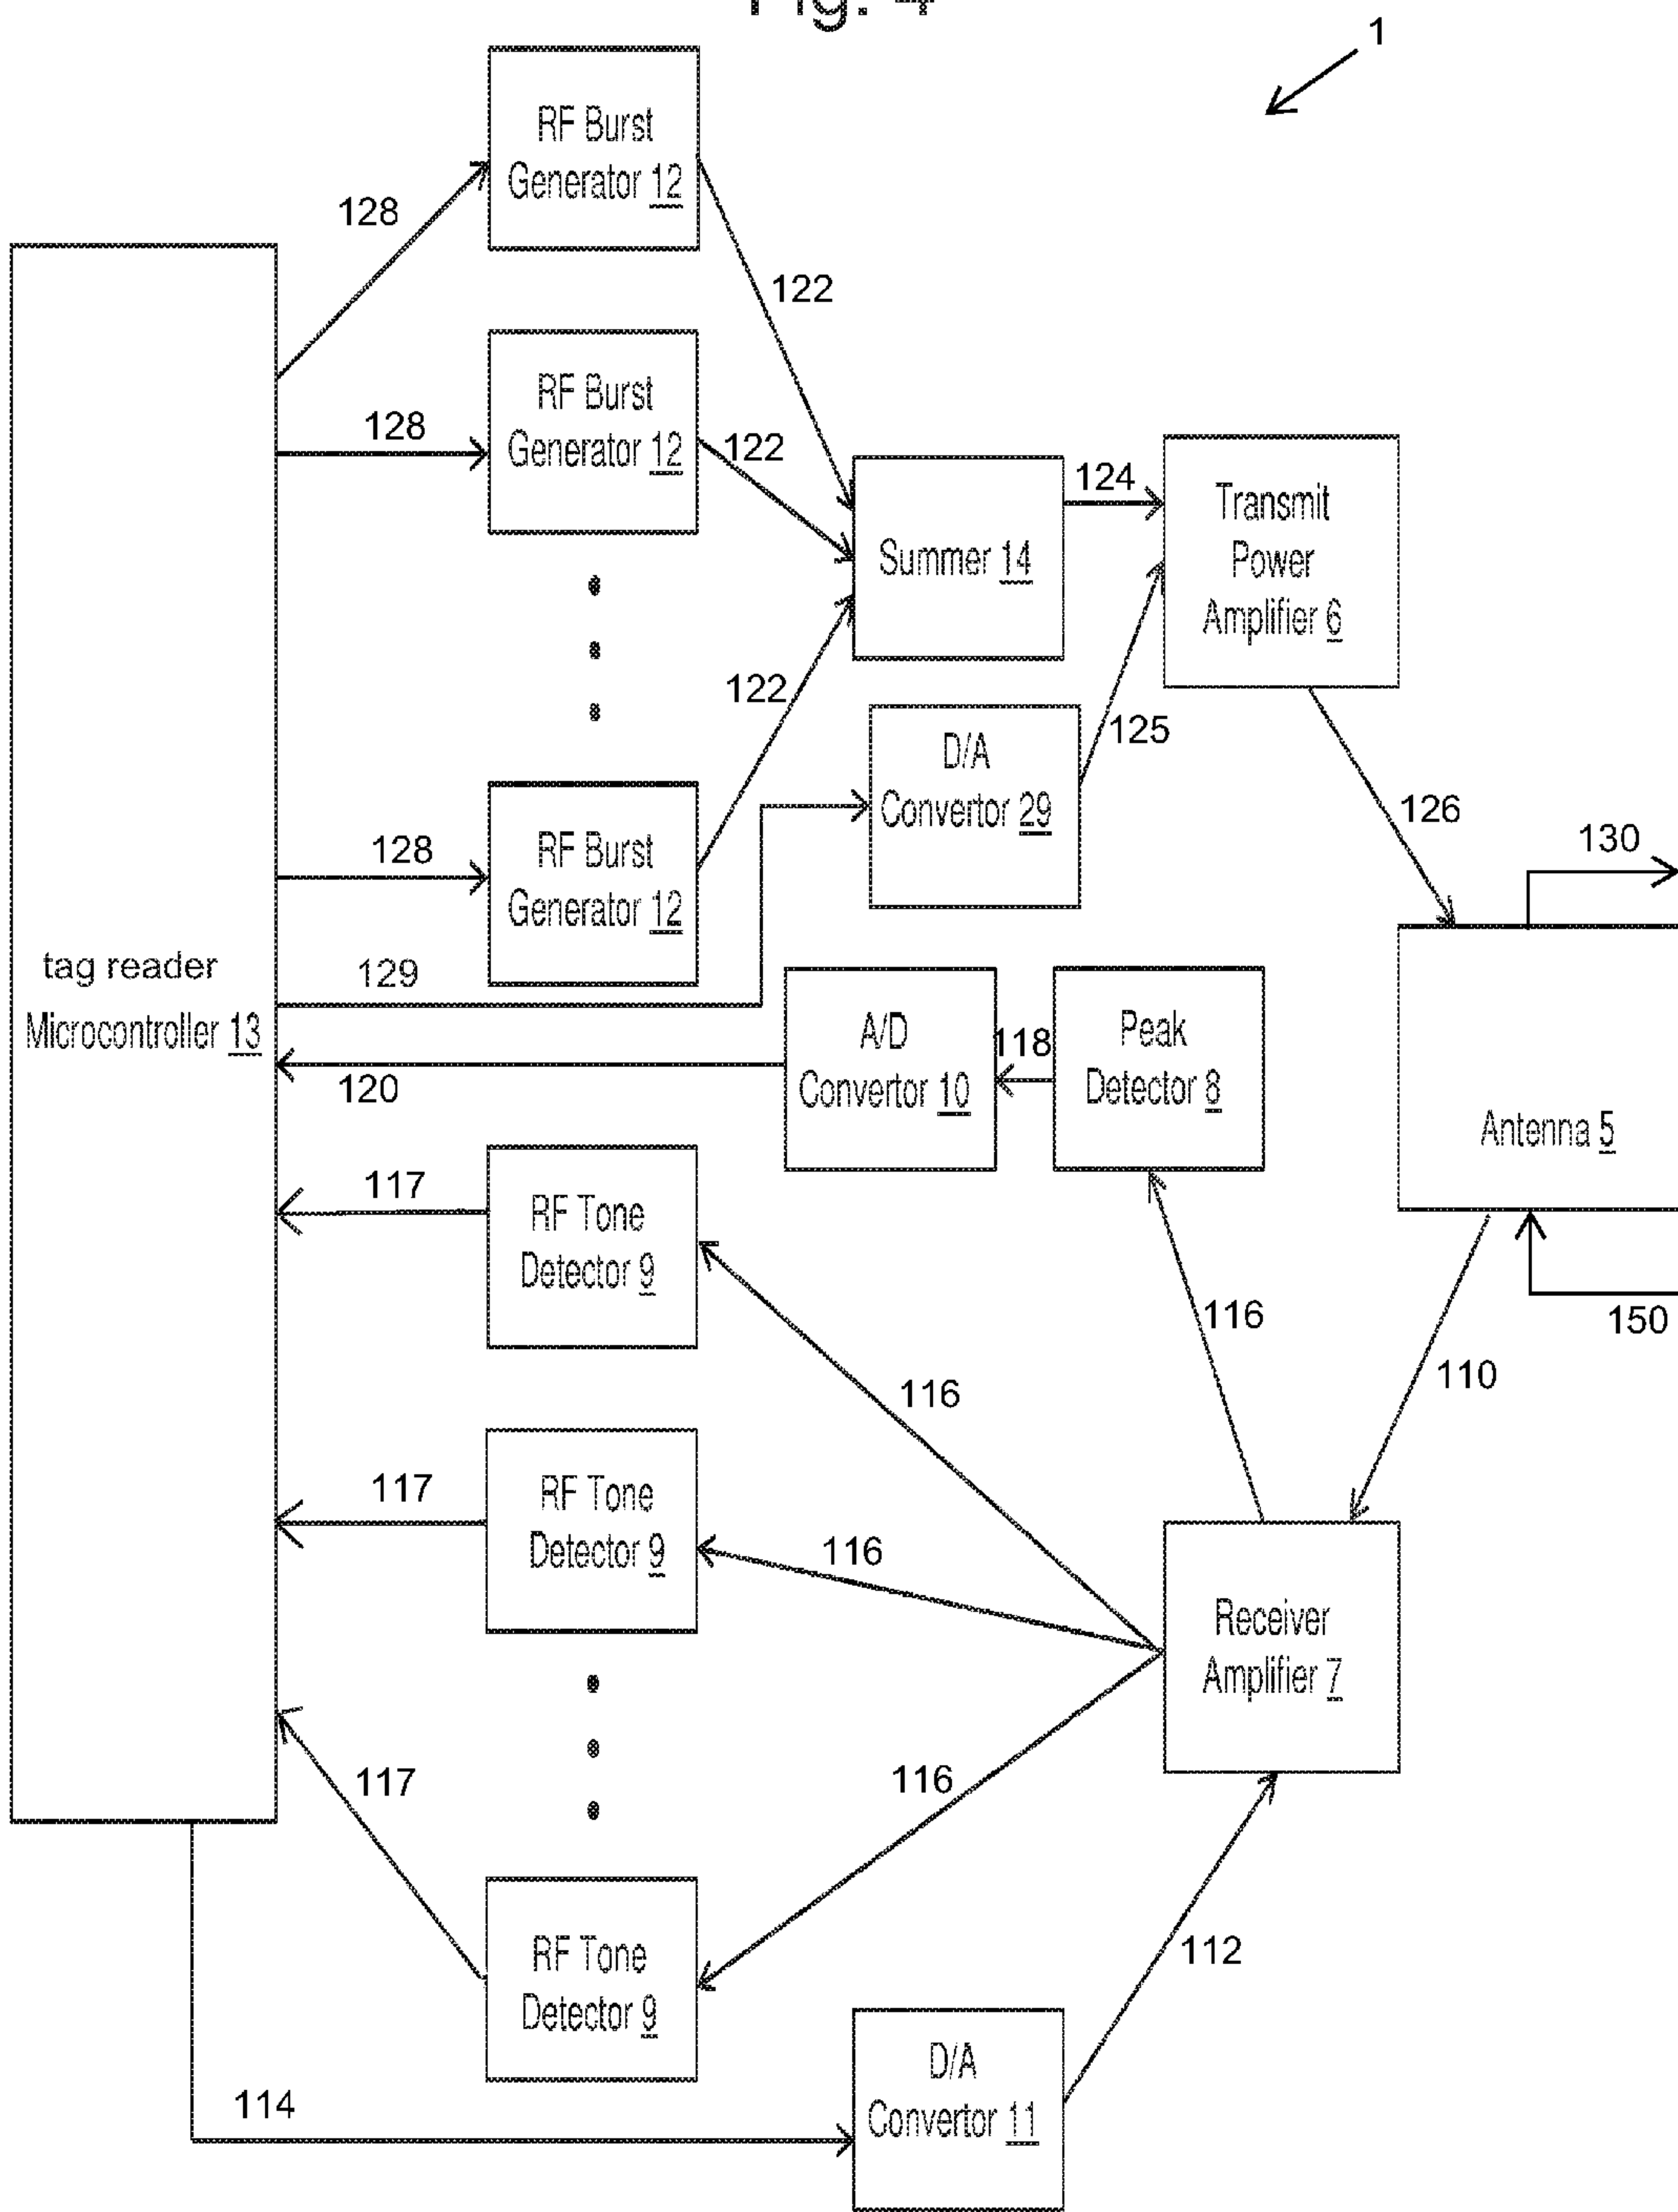 Fig. 4
1
RF Burst
Generator 12
128
122
RF Burst
Generator 12
128
122
124
Transmit
Power
Amplifier 6
Summer 14
122
125
D/A
Convertor 29
126
130
128
RF Burst
Generator 12
tag reader
Microcontroller 13
129
A/D
Convertor 10
118
Peak
Detector 8
120
Antenna 5
117
RF Tone
Detector 9
116
150
110
116
117
RF Tone
Detector 9
116
Receiver
Amplifier 7
117
116
RF Tone
Detector 9
112
D/A
Convertor 11
114